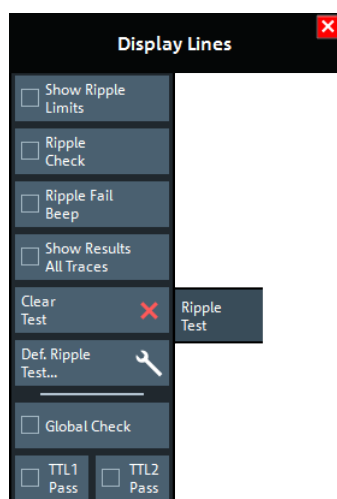 Display Lines
Show Ripple
Limits
Ripple
Check
Ripple Fail
Beep
Show Results
All Traces
Clear
Test
Ripple
Test
Def. Ripple
Test...
Global Check
TTL1
Pass
TTL2
Pass